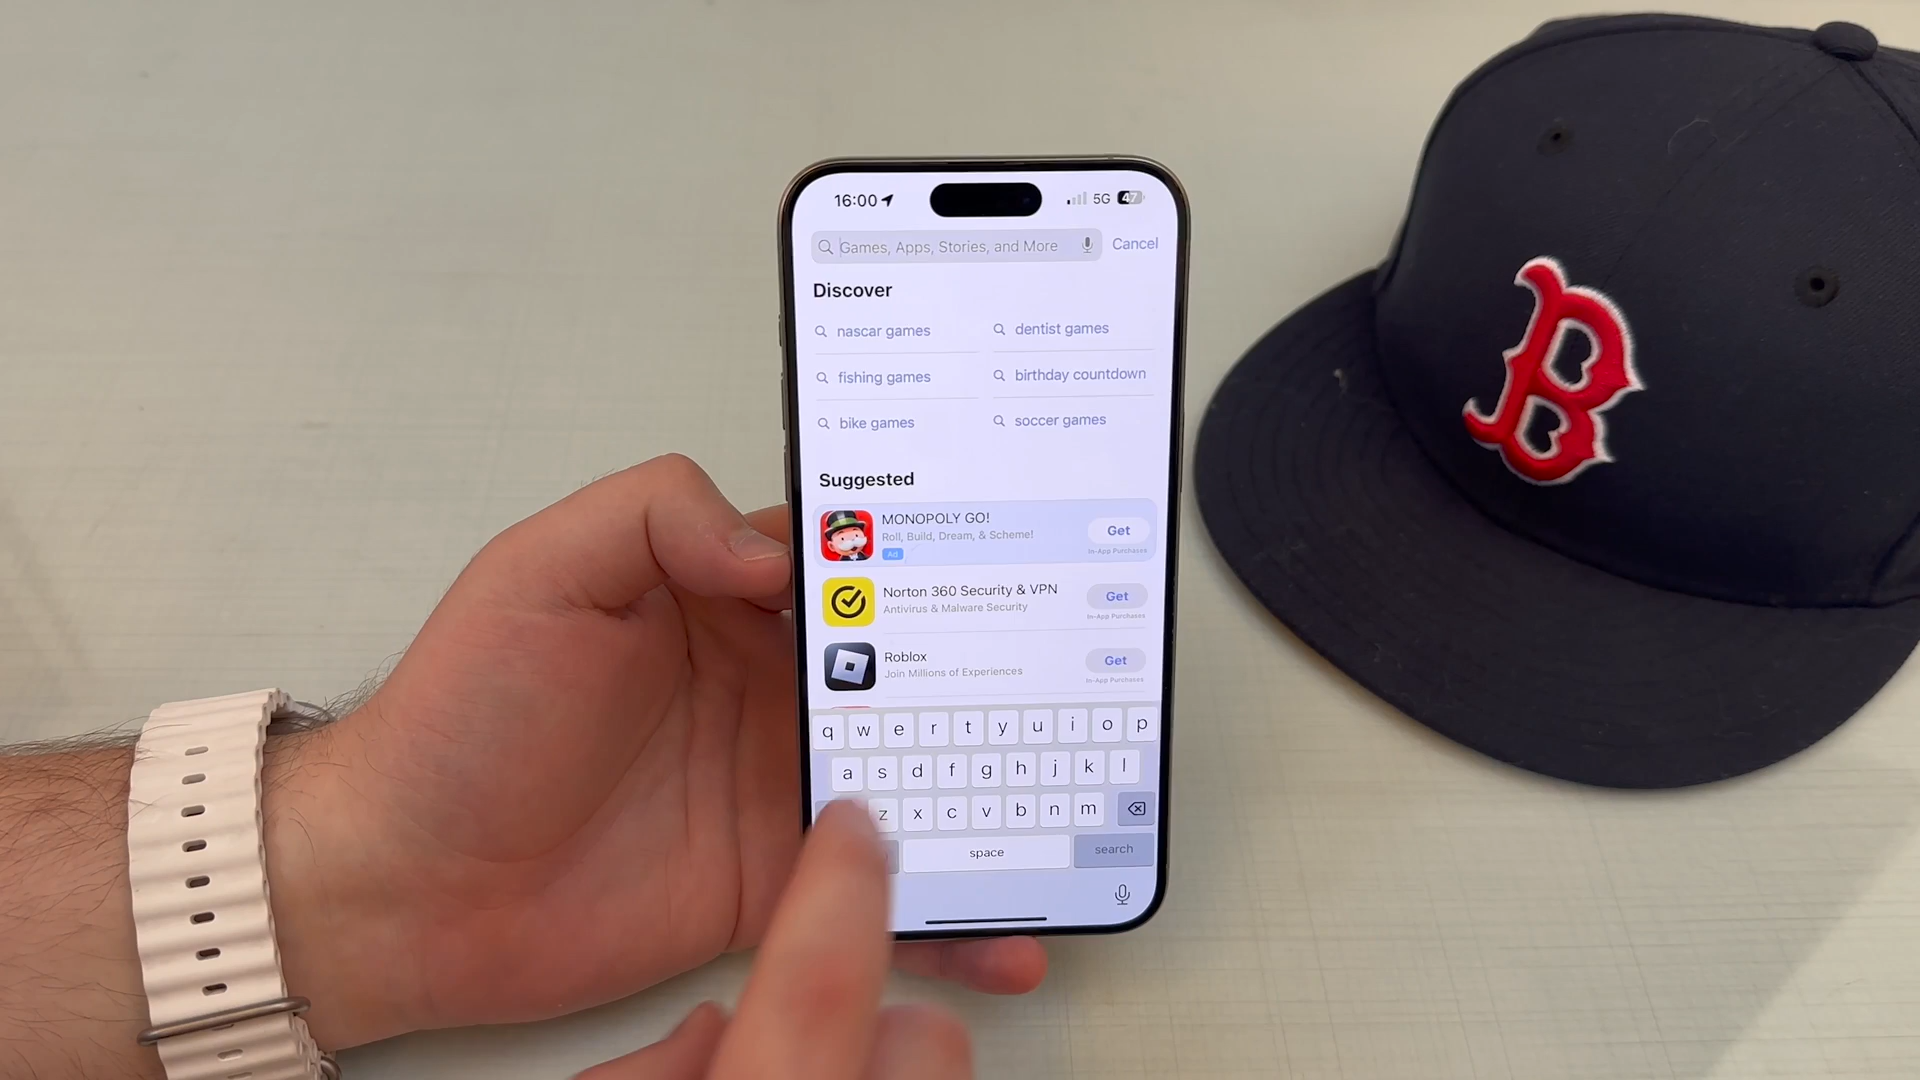 16:00
5G 47
Games, Apps, Stories, and More
Cancel
Discover
nascar games
dentist games
fishing games
birthday countdown
bike games
soccer games
Suggested
MONOPOLY GO!
Roll, Build, Dream, & Scheme!
Ad
Get
In-App Purchases
Norton 360 Security & VPN
Antivirus & Malware Security
Get
In-App Purchases
Roblox
Join Millions of Experiences
Get
In-App Purchases
q w e r t y u i o p
a s d f g h j k l
z x c v b n m
space
search
B